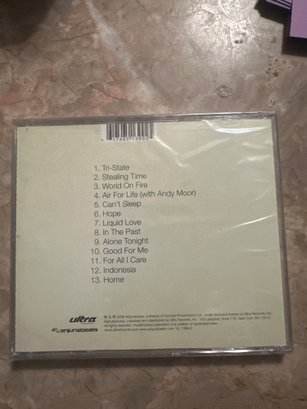 1. Tri-State
2. Stealing Time
3. World On Fire
4. Air For Life (with Andy Moor)
5. Can't Sleep
6. Hope
7. Liquid Love
8. In The Past
9. Alone Tonight
10. Good For Me
11. For All I Care
12. Indonesia
13. Home
ultra
anjunabeats